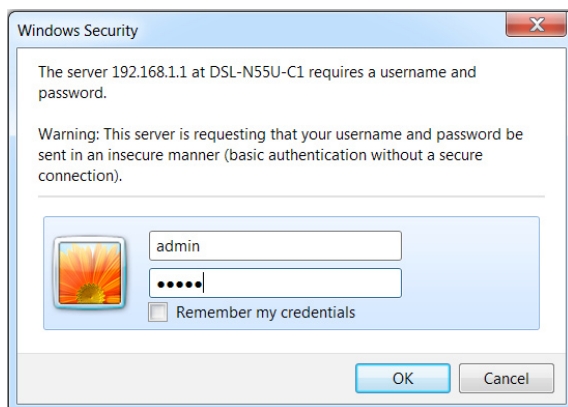 Windows Security
The server 192.168.1.1 at DSL-N55U-C1 requires a username and
password.
Warning: This server is requesting that your username and password be
sent in an insecure manner (basic authentication without a secure
connection).
admin
●●●●●
Remember my credentials
OK
Cancel